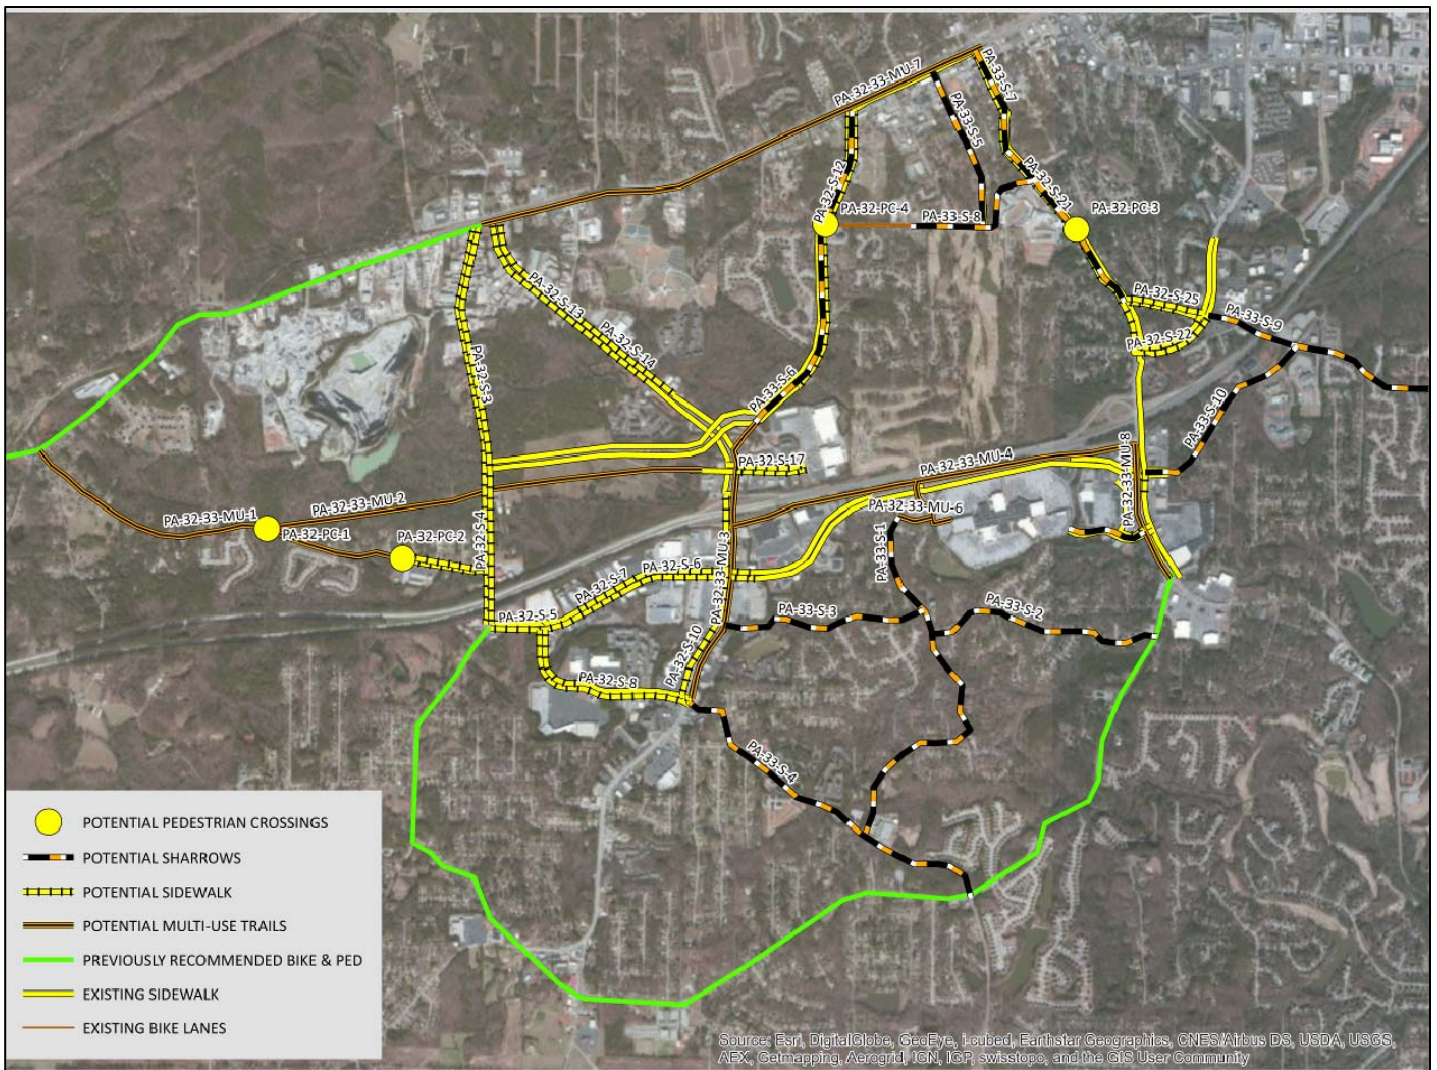 PA-32-33-MU-7
PA-33-S-7
PA-33-S-5
PA-32-S-12
PA-32-S-21
PA-32-PC-4
PA-33-S-8
PA-32-PC-3
PA-32-S-13
PA-32-S-14
PA-32-S-25
PA-33-S-9
PA-32-S-22
PA-32-S-3
PA-33-S-6
PA-33-S-10
PA-32-S-17
PA-32-33-MU-4
PA-32-33-MU-8
PA-32-33-MU-2
PA-32-33-MU-1
PA-32-PC-1
PA-32-PC-2
PA-32-S-4
PA-32-33-MU-6
PA-33-S-1
PA-32-S-7
PA-32-S-6
PA-32-33-MU-3
PA-32-S-5
PA-33-S-3
PA-33-S-2
PA-32-S-10
PA-32-S-8
PA-33-S-4
POTENTIAL PEDESTRIAN CROSSINGS
POTENTIAL SHARROWS
POTENTIAL SIDEWALK
POTENTIAL MULTI-USE TRAILS
PREVIOUSLY RECOMMENDED BIKE & PED
EXISTING SIDEWALK
EXISTING BIKE LANES
Source: Esri, DigitalGlobe, GeoEye, i-cubed, Earthstar Geographics, CNES/Airbus DS, USDA, USGS,
AEX, Getmapping, Aerogrid, IGN, IGP, swisstopo, and the GIS User Community